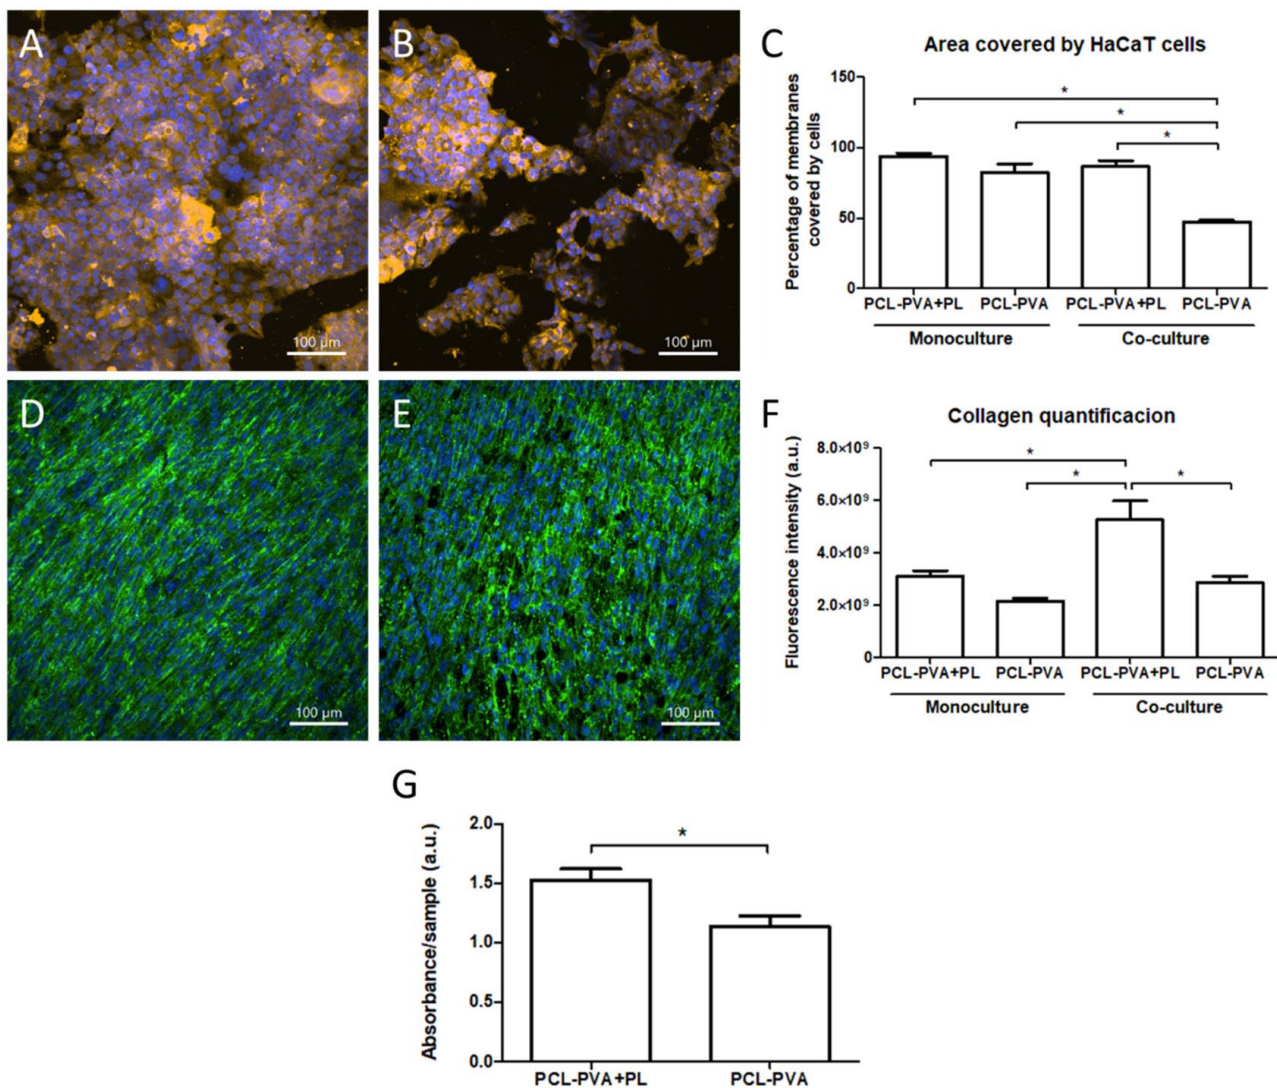 A
100 µm
B
100 µm
C
Area covered by HaCaT cells
Percentage of membranes
covered by cells
150
100
50
0
*
*
*
PCL-PVA+PL PCL-PVA PCL-PVA+PL PCL-PVA
Monoculture Co-culture
D
100 µm
E
100 µm
F
Collagen quantificacion
Fluorescence intensity (a.u.)
8.0×10⁹
6.0×10⁹
4.0×10⁹
2.0×10⁹
0
*
*
*
PCL-PVA+PL PCL-PVA PCL-PVA+PL PCL-PVA
Monoculture Co-culture
G
Absorbance/sample (a.u.)
2.0
1.5
1.0
0.5
0.0
*
PCL-PVA+PL PCL-PVA